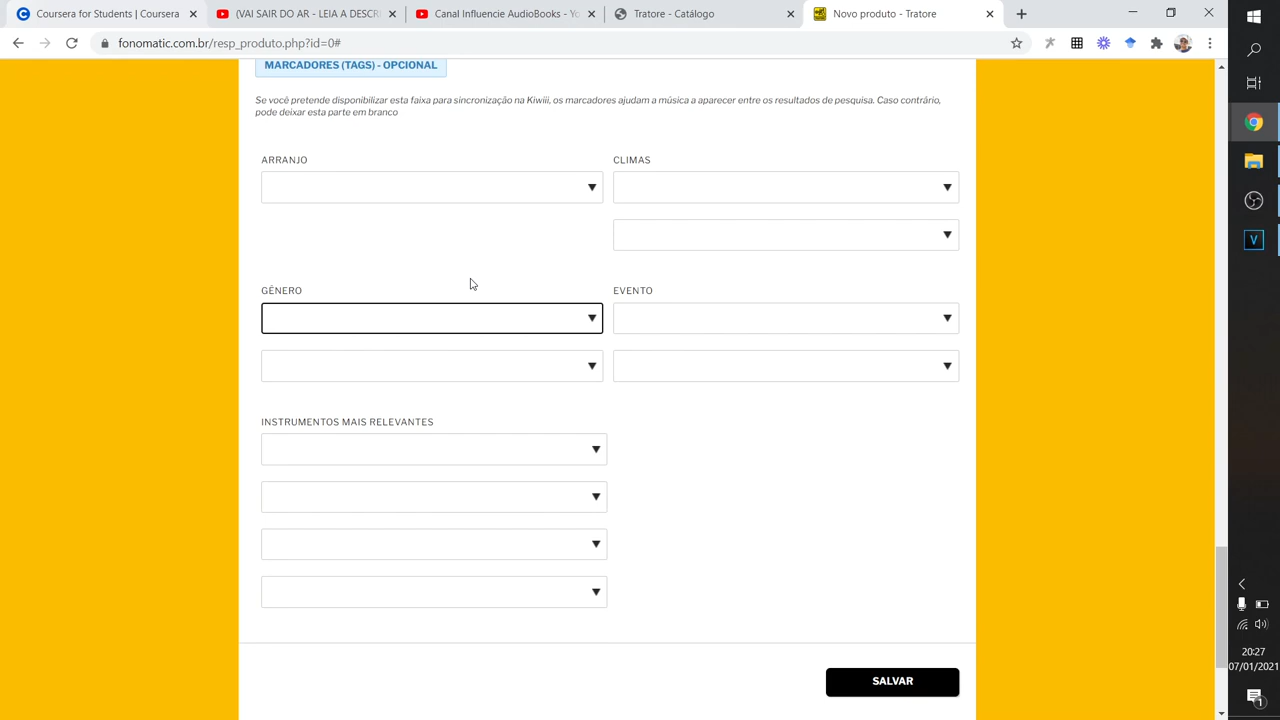 Coursera for Students | Coursera
(VAI SAIR DO AR - LEIA A DESCR
Canal Influencie AudioBooks - Yo
Tratore - Catálogo
Novo produto - Tratore
fonomatic.com.br/resp_produto.php?id=0#
MARCADORES (TAGS) - OPCIONAL
Se você pretende disponibilizar esta faixa para sincronização na Kiwiii, os marcadores ajudam a música a aparecer entre os resultados de pesquisa. Caso contrário,
pode deixar esta parte em branco
ARRANJO
CLIMAS
GÊNERO
EVENTO
INSTRUMENTOS MAIS RELEVANTES
SALVAR
20:27
07/01/2021